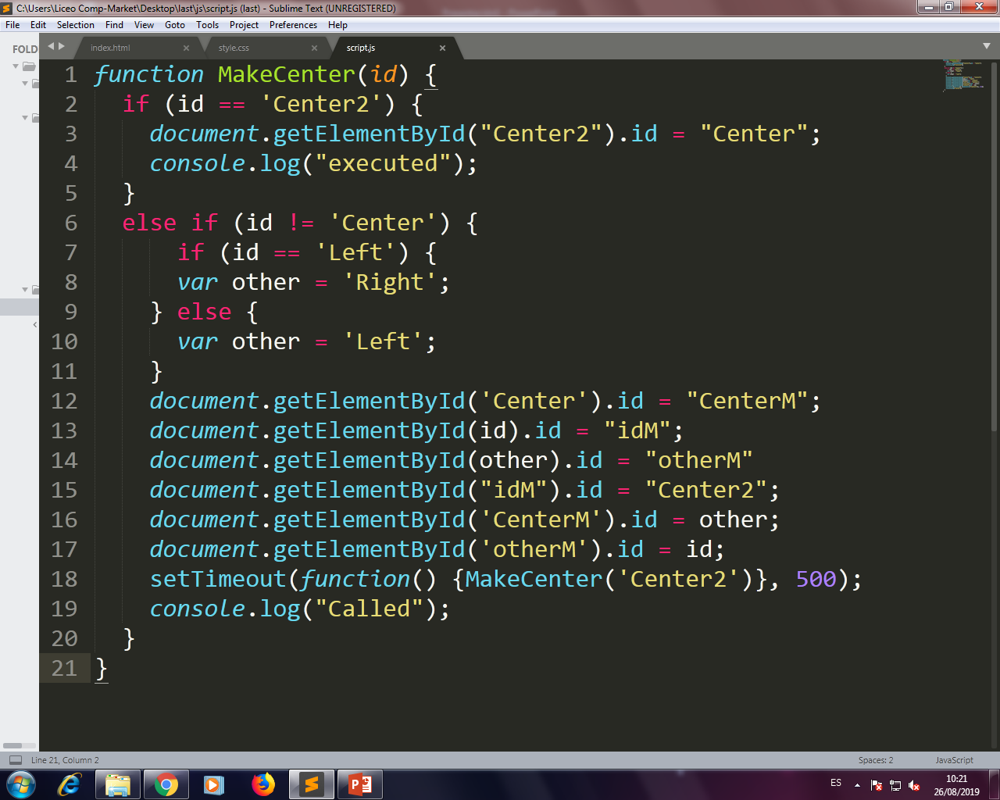 C:\Users\Liceo Comp-Market\Desktop\last\js\script.js (last) - Sublime Text (UNREGISTERED)
File Edit Selection Find View Goto Tools Project Preferences Help
FOLD
index.html × style.css × script.js ×
1 function MakeCenter(id) {
2 if (id == 'Center2') {
3 document.getElementById("Center2").id = "Center";
4 console.log("executed");
5 }
6 else if (id != 'Center') {
7 if (id == 'Left') {
8 var other = 'Right';
9 } else {
10 var other = 'Left';
11 }
12 document.getElementById('Center').id = "CenterM";
13 document.getElementById(id).id = "idM";
14 document.getElementById(other).id = "otherM"
15 document.getElementById("idM").id = "Center2";
16 document.getElementById('CenterM').id = other;
17 document.getElementById('otherM').id = id;
18 setTimeout(function() {MakeCenter('Center2')}, 500);
19 console.log("Called");
20 }
21 }
Line 21, Column 2 Spaces: 2 JavaScript
ES 10:21
26/08/2019